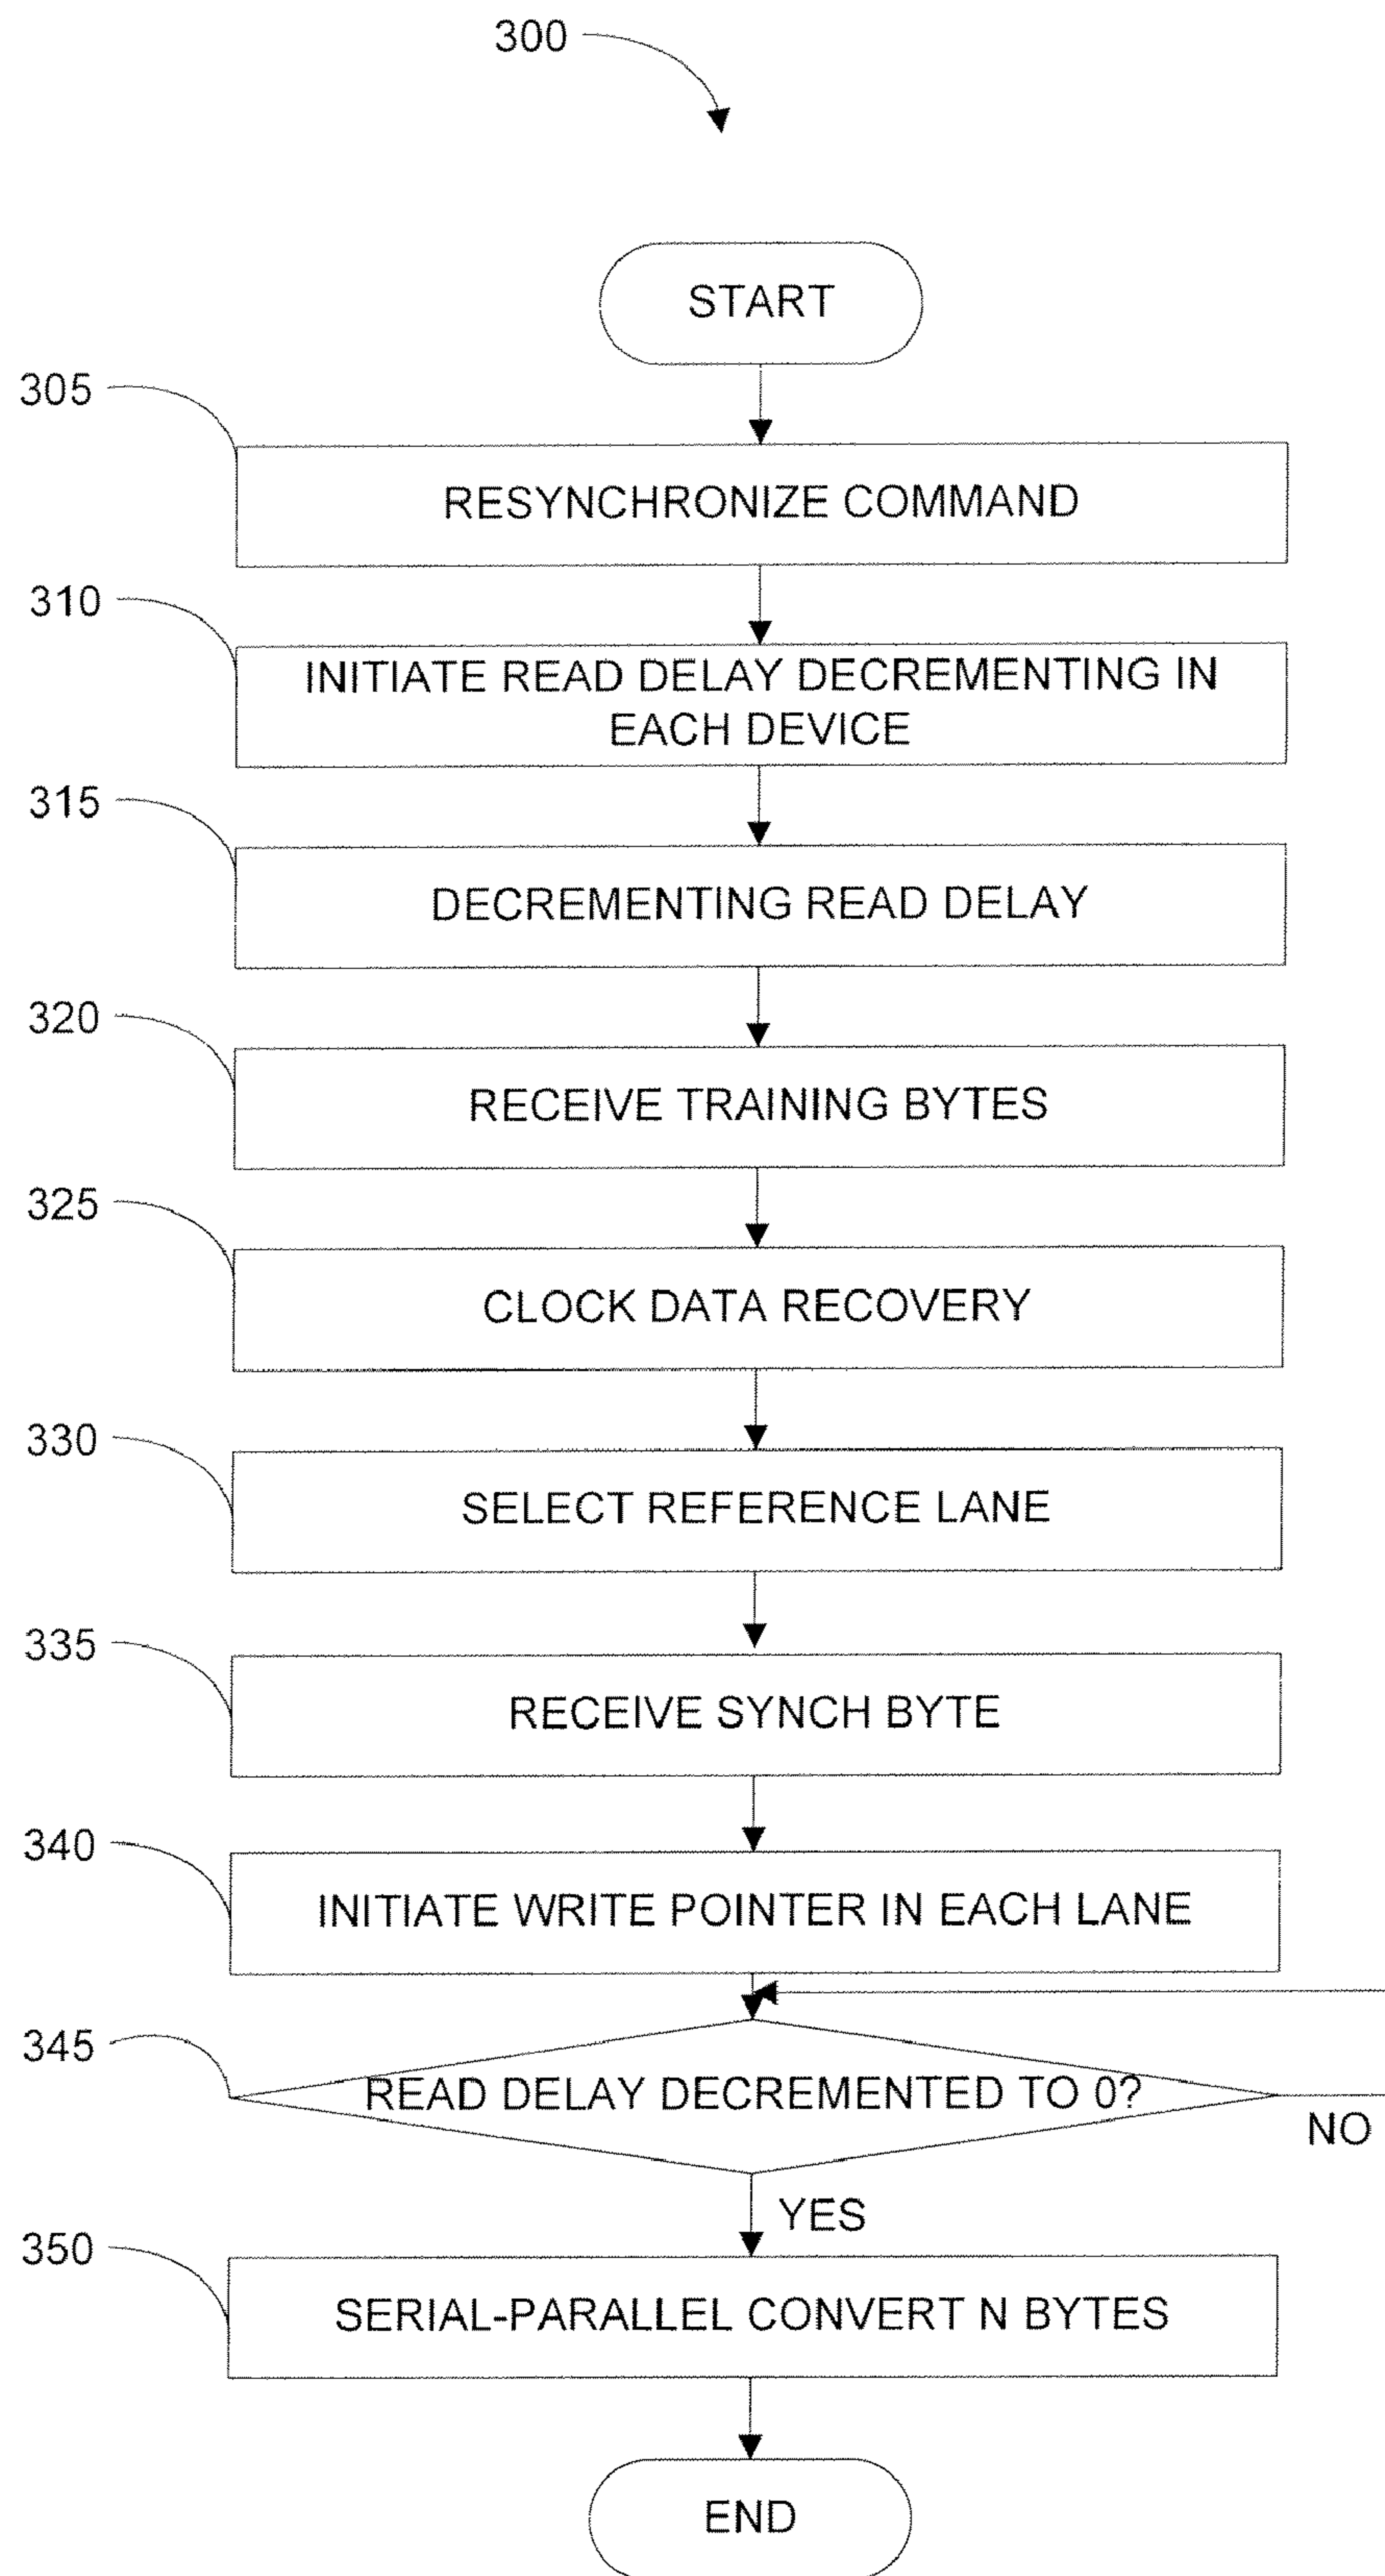 300
START
305
RESYNCHRONIZE COMMAND
310
INITIATE READ DELAY DECREMENTING IN
EACH DEVICE
315
DECREMENTING READ DELAY
320
RECEIVE TRAINING BYTES
325
CLOCK DATA RECOVERY
330
SELECT REFERENCE LANE
335
RECEIVE SYNCH BYTE
340
INITIATE WRITE POINTER IN EACH LANE
345
READ DELAY DECREMENTED TO 0?
NO
YES
350
SERIAL-PARALLEL CONVERT N BYTES
END